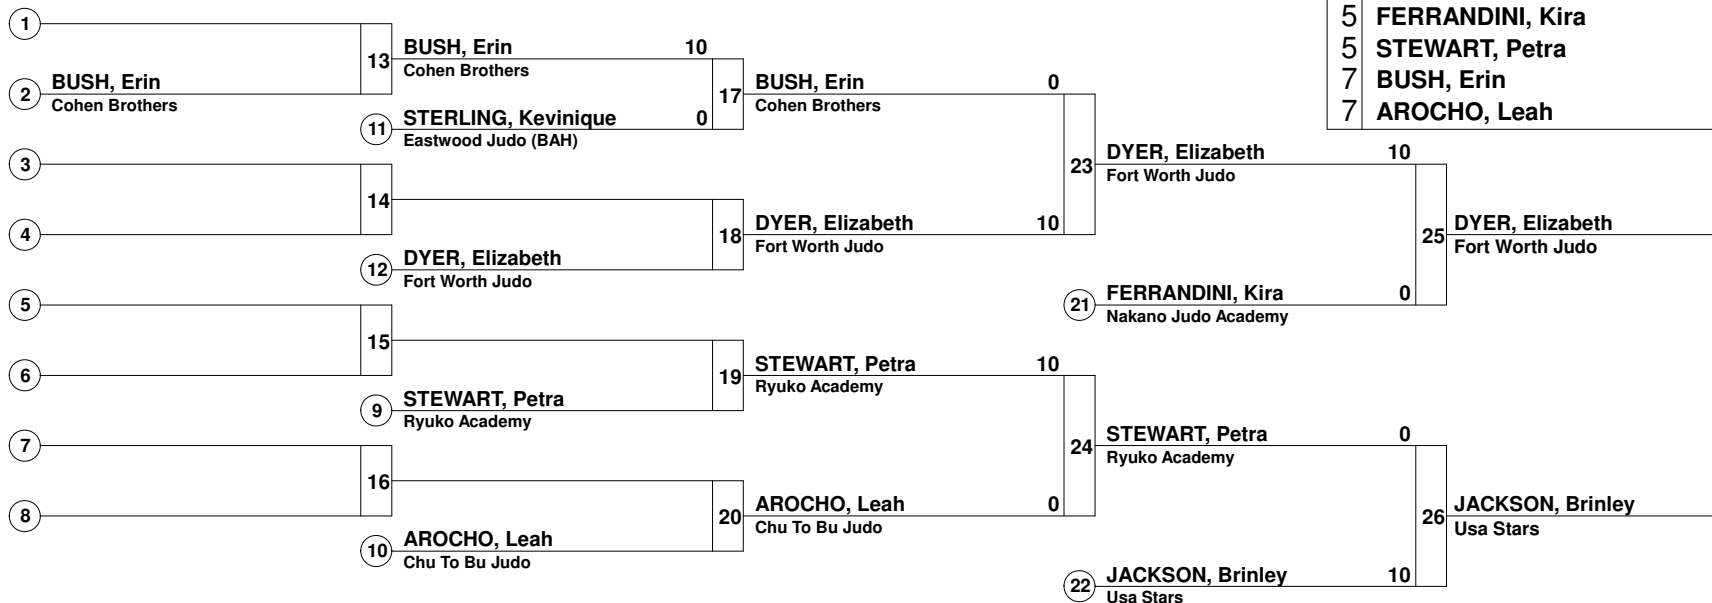 1
13 BUSH, Erin 10
Cohen Brothers
2 BUSH, Erin
Cohen Brothers
11 STERLING, Kevinique 0
Eastwood Judo (BAH)
17 BUSH, Erin 0
Cohen Brothers
3
14
4
12 DYER, Elizabeth
Fort Worth Judo
18 DYER, Elizabeth 10
Fort Worth Judo
23 DYER, Elizabeth 10
Fort Worth Judo
21 FERRANDINI, Kira 0
Nakano Judo Academy
25 DYER, Elizabeth
Fort Worth Judo
5
15
6
9 STEWART, Petra
Ryuko Academy
19 STEWART, Petra 10
Ryuko Academy
7
16
8
10 AROCHO, Leah
Chu To Bu Judo
20 AROCHO, Leah 0
Chu To Bu Judo
24 STEWART, Petra 0
Ryuko Academy
22 JACKSON, Brinley 10
Usa Stars
26 JACKSON, Brinley
Usa Stars
5 FERRANDINI, Kira
5 STEWART, Petra
7 BUSH, Erin
7 AROCHO, Leah